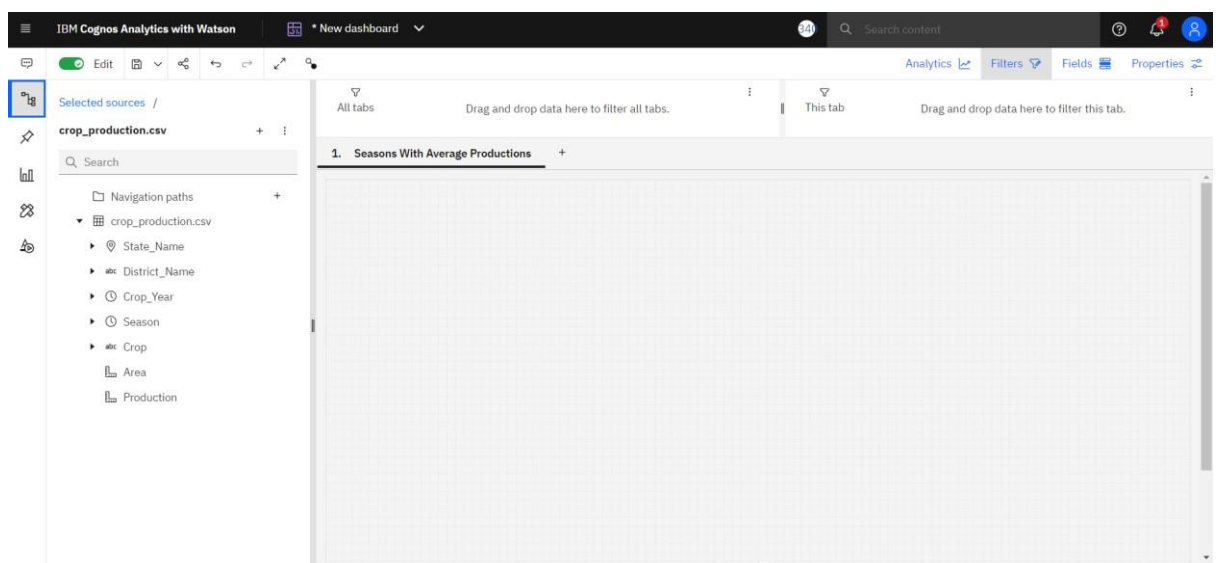 IBM Cognos Analytics with Watson
* New dashboard
Search content
1
Edit
Analytics
Filters
Fields
Properties
Selected sources /
All tabs
Drag and drop data here to filter all tabs.
This tab
Drag and drop data here to filter this tab.
crop_production.csv
1. Seasons With Average Productions +
Search
Navigation paths
crop_production.csv
State_Name
abc District_Name
Crop_Year
Season
abc Crop
Area
Production